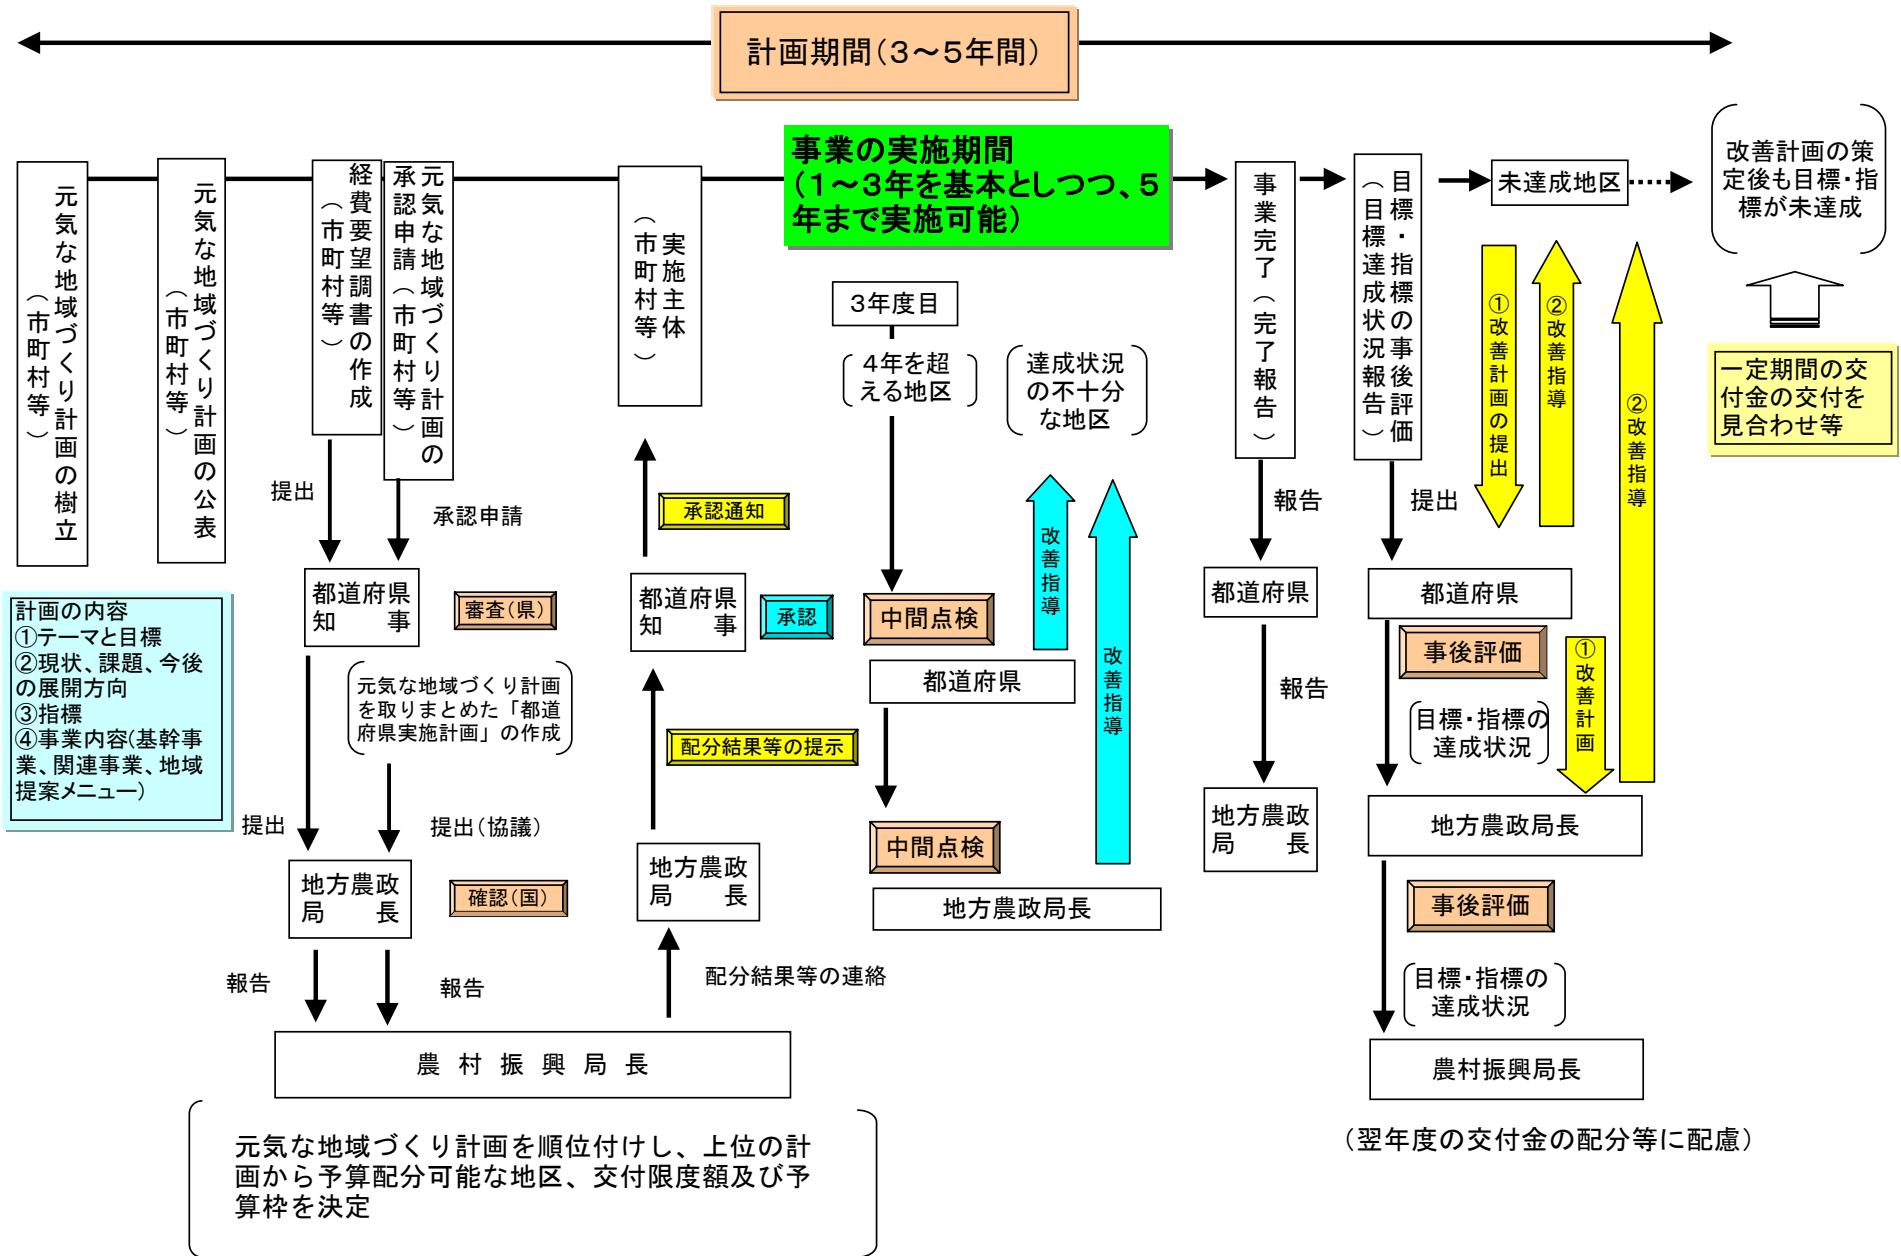 計画期間（３～５年間）
元気な地域づくり計画の樹立
（市町村等）
元気な地域づくり計画の公表
（市町村等）
経費要望調書の作成
（市町村等）
元気な地域づくり計画の
承認申請（市町村等）
実施主体
（市町村等）
事業の実施期間
（１～３年を基本としつつ、５
年まで実施可能）
事業完了（完了報告）
目標・指標の事後評価
（目標達成状況報告）
未達成地区
改善計画の策
定後も目標・指
標が未達成
一定期間の交
付金の交付を
見合わせ等
３年度目
４年を超
える地区
達成状況
の不十分
な地区
①改善計画の提出
②改善指導
②改善指導
提出
承認申請
承認通知
報告
提出
計画の内容
①テーマと目標
②現状、課題、今後
の展開方向
③指標
④事業内容（基幹事
業、関連事業、地域
提案メニュー）
都道府県
知　　事
審査（県）
都道府県
知　　事
承認
中間点検
都道府県
改善指導
改善指導
都道府県
都道府県
事後評価
①改善計画
元気な地域づくり計画
を取りまとめた「都道
府県実施計画」の作成
配分結果等の提示
報告
目標・指標の
達成状況
提出
提出（協議）
地方農政
局　　長
確認（国）
地方農政
局　　長
中間点検
地方農政局長
地方農政
局　　長
地方農政局長
事後評価
報告
報告
配分結果等の連絡
目標・指標の
達成状況
農村振興局長
農村振興局長
元気な地域づくり計画を順位付けし、上位の計
画から予算配分可能な地区、交付限度額及び予
算枠を決定
（翌年度の交付金の配分等に配慮）